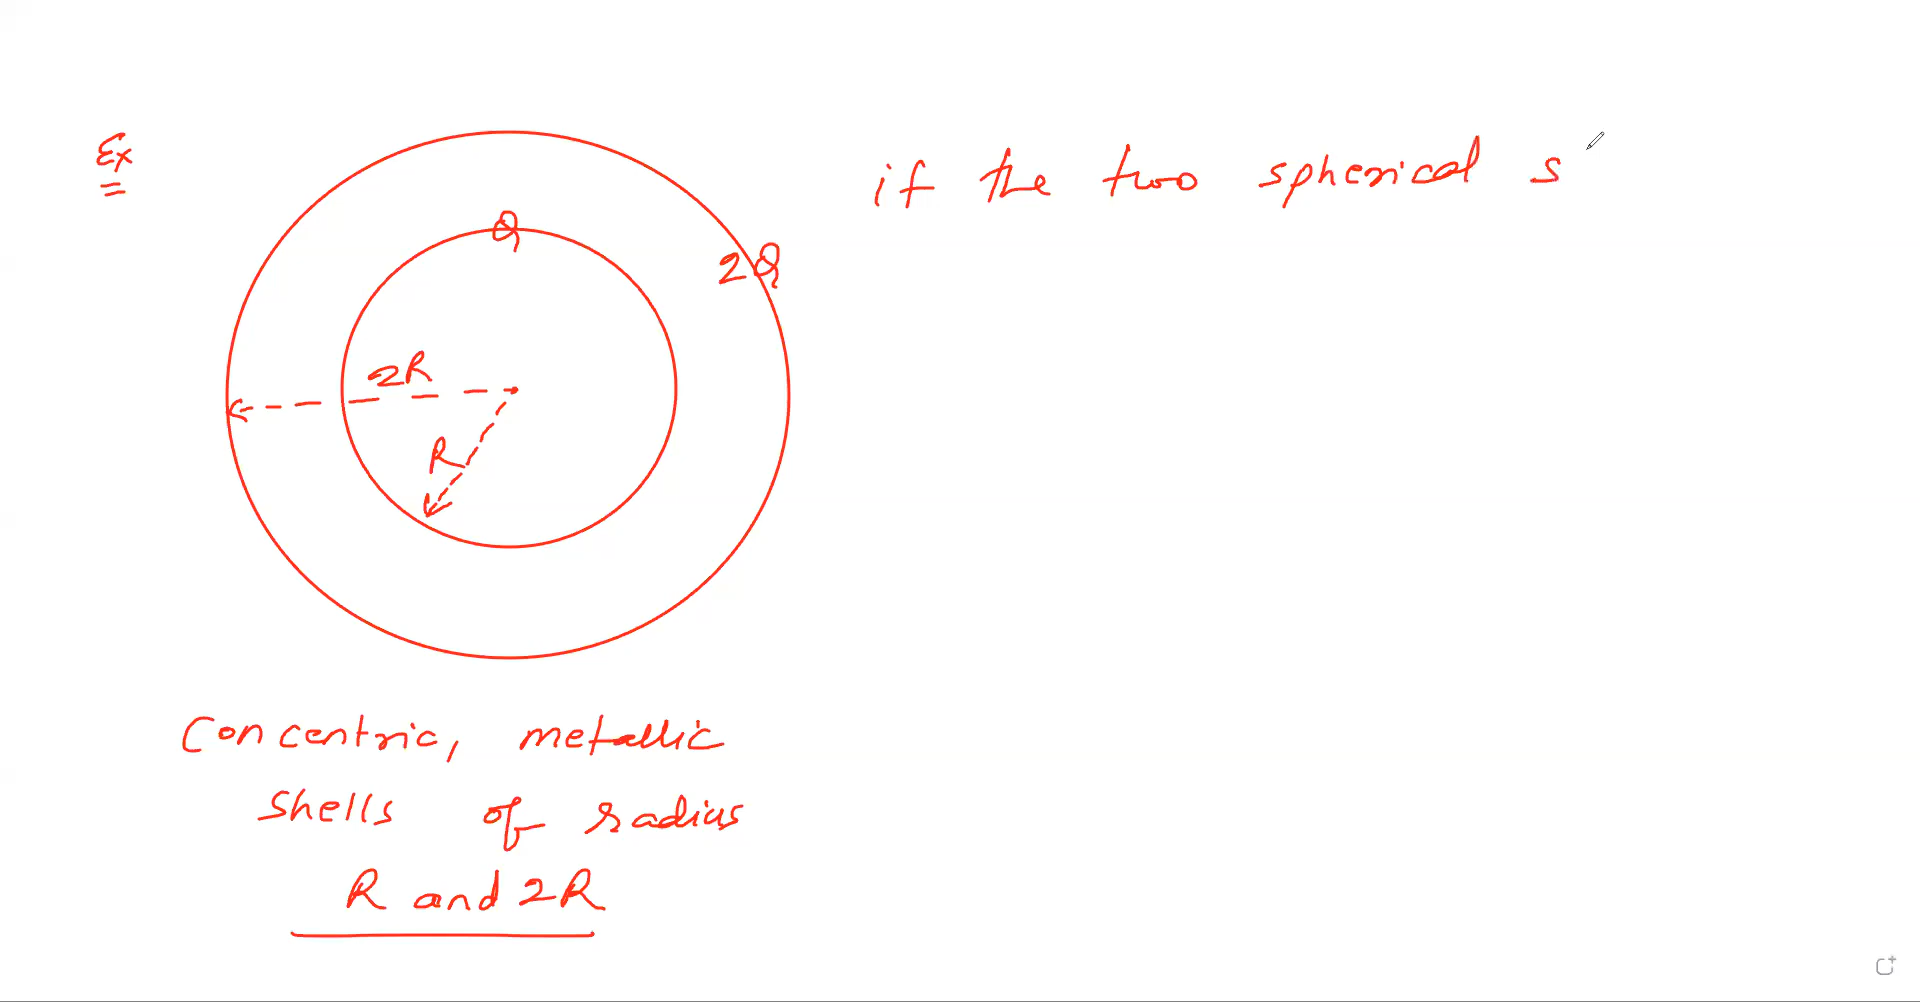 Ex
if the two spherical s
Q
2Q
2R
R
Concentric, metallic
shells of radius
R and 2R